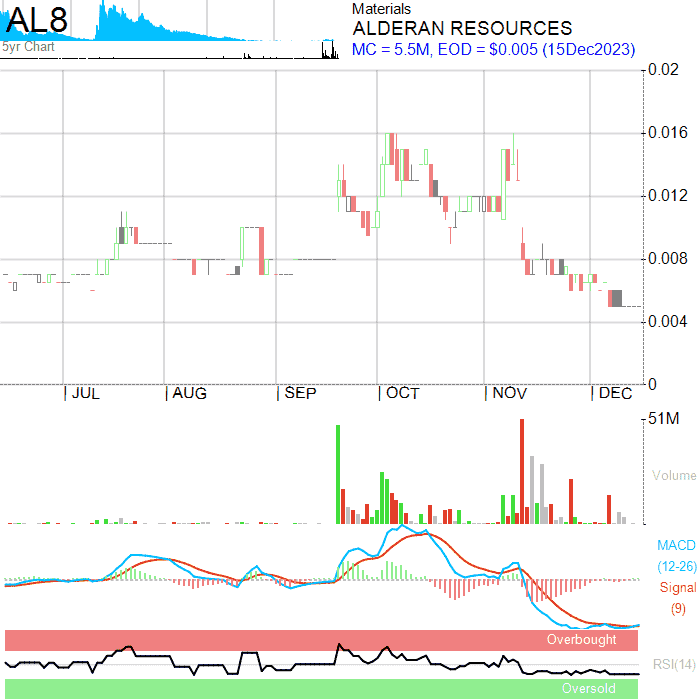 AL8
5yr Chart
Materials
ALDERAN RESOURCES
MC = 5.5M, EOD = $0.005 (15Dec2023)
0.02
0.016
0.012
0.008
0.004
0
| JUL | AUG | SEP | OCT | NOV | DEC
51M
Volume
MACD
(12-26)
Signal
(9)
Overbought
RSI(14)
Oversold